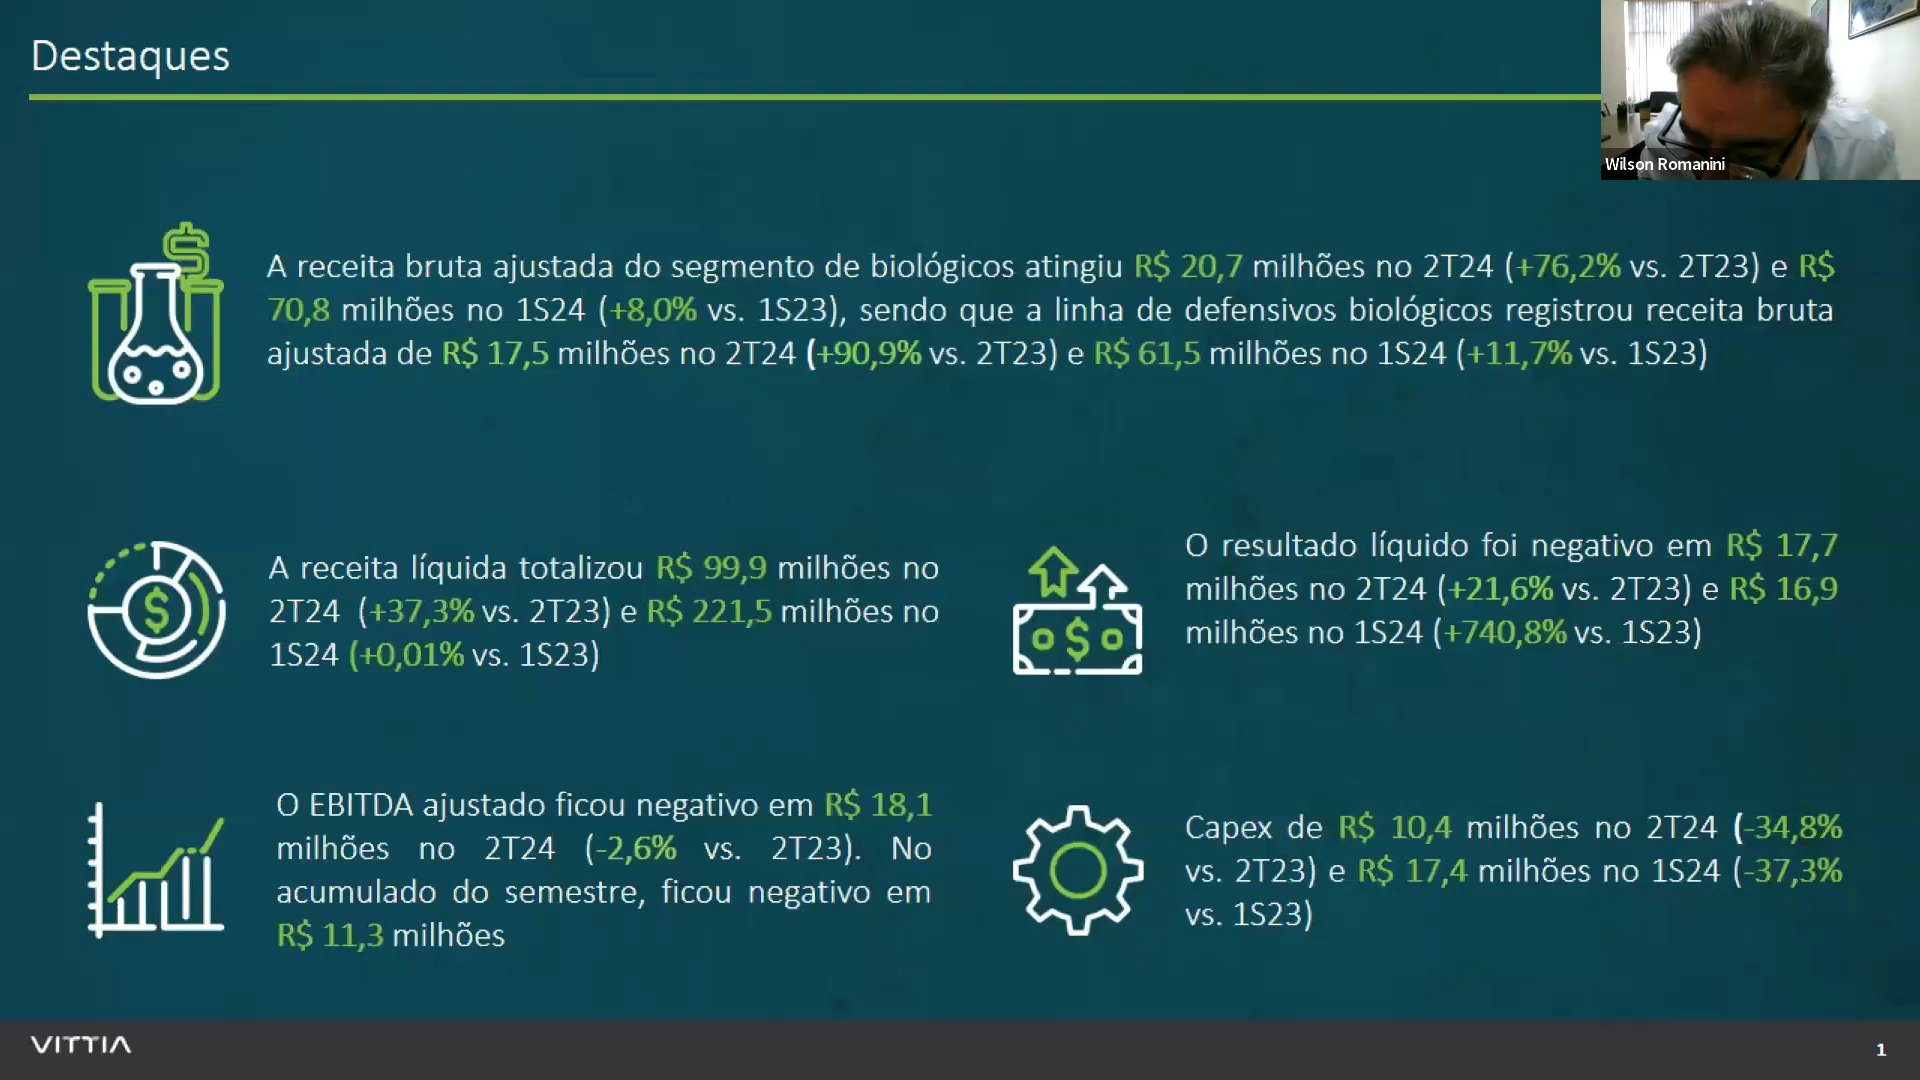 Destaques
Wilson Romanini
A receita bruta ajustada do segmento de biológicos atingiu R$ 20,7 milhões no 2T24 (+76,2% vs. 2T23) e R$
70,8 milhões no 1S24 (+8,0% vs. 1S23), sendo que a linha de defensivos biológicos registrou receita bruta
ajustada de R$ 17,5 milhões no 2T24 (+90,9% vs. 2T23) e R$ 61,5 milhões no 1S24 (+11,7% vs. 1S23)
A receita líquida totalizou R$ 99,9 milhões no
2T24 (+37,3% vs. 2T23) e R$ 221,5 milhões no
1S24 (+0,01% vs. 1S23)
O resultado líquido foi negativo em R$ 17,7
milhões no 2T24 (+21,6% vs. 2T23) e R$ 16,9
milhões no 1S24 (+740,8% vs. 1S23)
O EBITDA ajustado ficou negativo em R$ 18,1
milhões no 2T24 (-2,6% vs. 2T23). No
acumulado do semestre, ficou negativo em
R$ 11,3 milhões
Capex de R$ 10,4 milhões no 2T24 (-34,8%
vs. 2T23) e R$ 17,4 milhões no 1S24 (-37,3%
vs. 1S23)
VITTIA
1